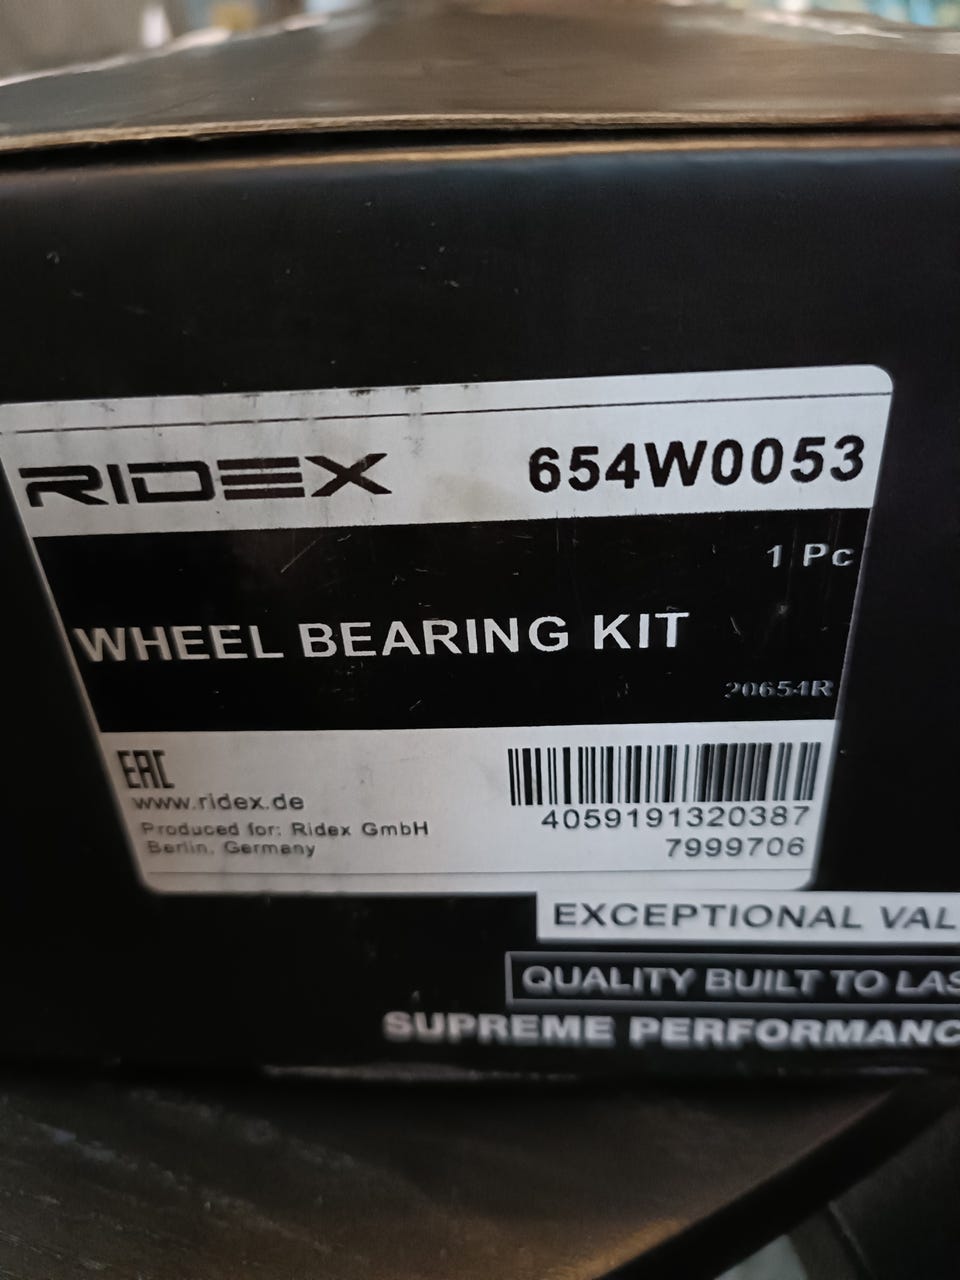 RIDEX 654W0053
1 Pc
WHEEL BEARING KIT
20654R
EAC
www.ridex.de
Produced for: Ridex GmbH
Berlin, Germany
4059191320387
7999706
EXCEPTIONAL VAL
QUALITY BUILT TO LAS
SUPREME PERFORMANC